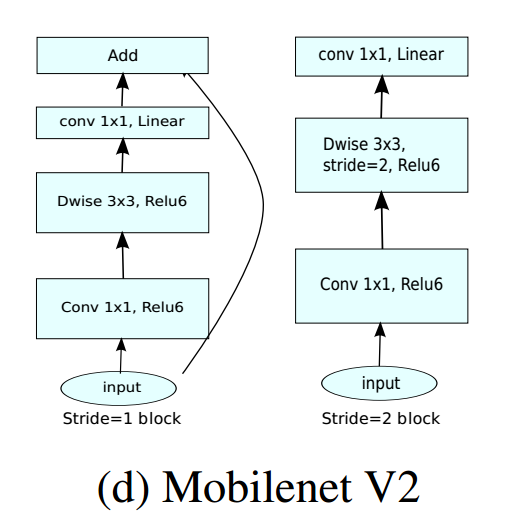 Add
conv 1x1, Linear
Dwise 3x3, Relu6
Conv 1x1, Relu6
input
Stride=1 block
conv 1x1, Linear
Dwise 3x3,
stride=2, Relu6
Conv 1x1, Relu6
input
Stride=2 block
(d) Mobilenet V2